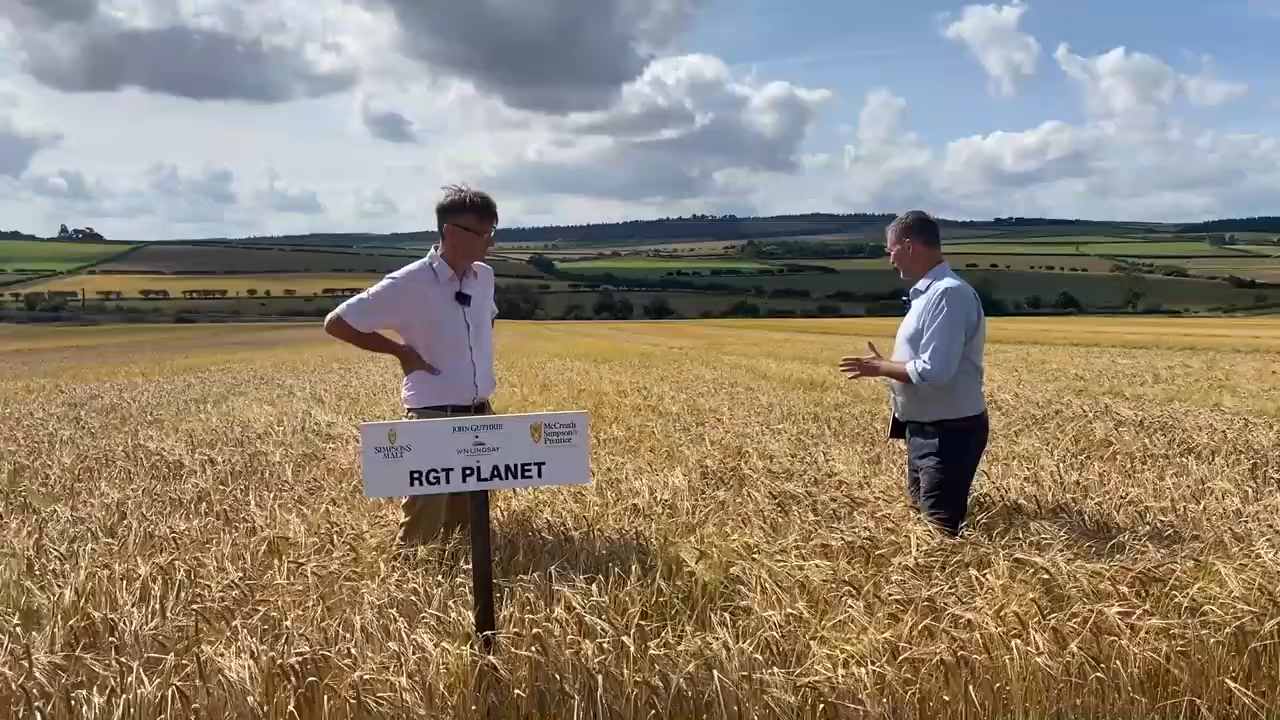 JOHN GUTHRIE
SIMPSONS
MALT
W.N.LINDSAY
McCreath
Simpson &
Prentice
RGT PLANET